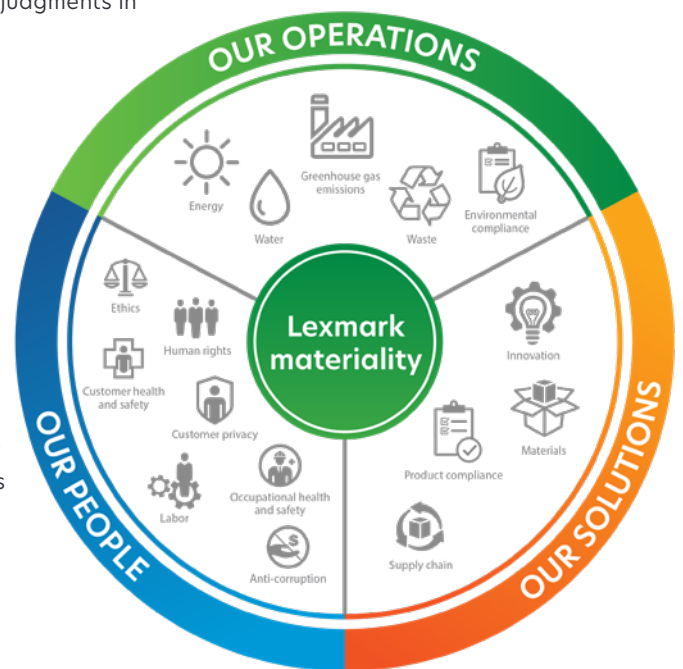 judgments in
OUR OPERATIONS
Energy
Water
Greenhouse gas
emissions
Waste
Environmental
compliance
Lexmark
materiality
Ethics
Human rights
Customer health
and safety
Customer privacy
Labor
Occupational health
and safety
Anti-corruption
OUR PEOPLE
s
Innovation
Materials
Product compliance
Supply chain
OUR SOLUTIONS